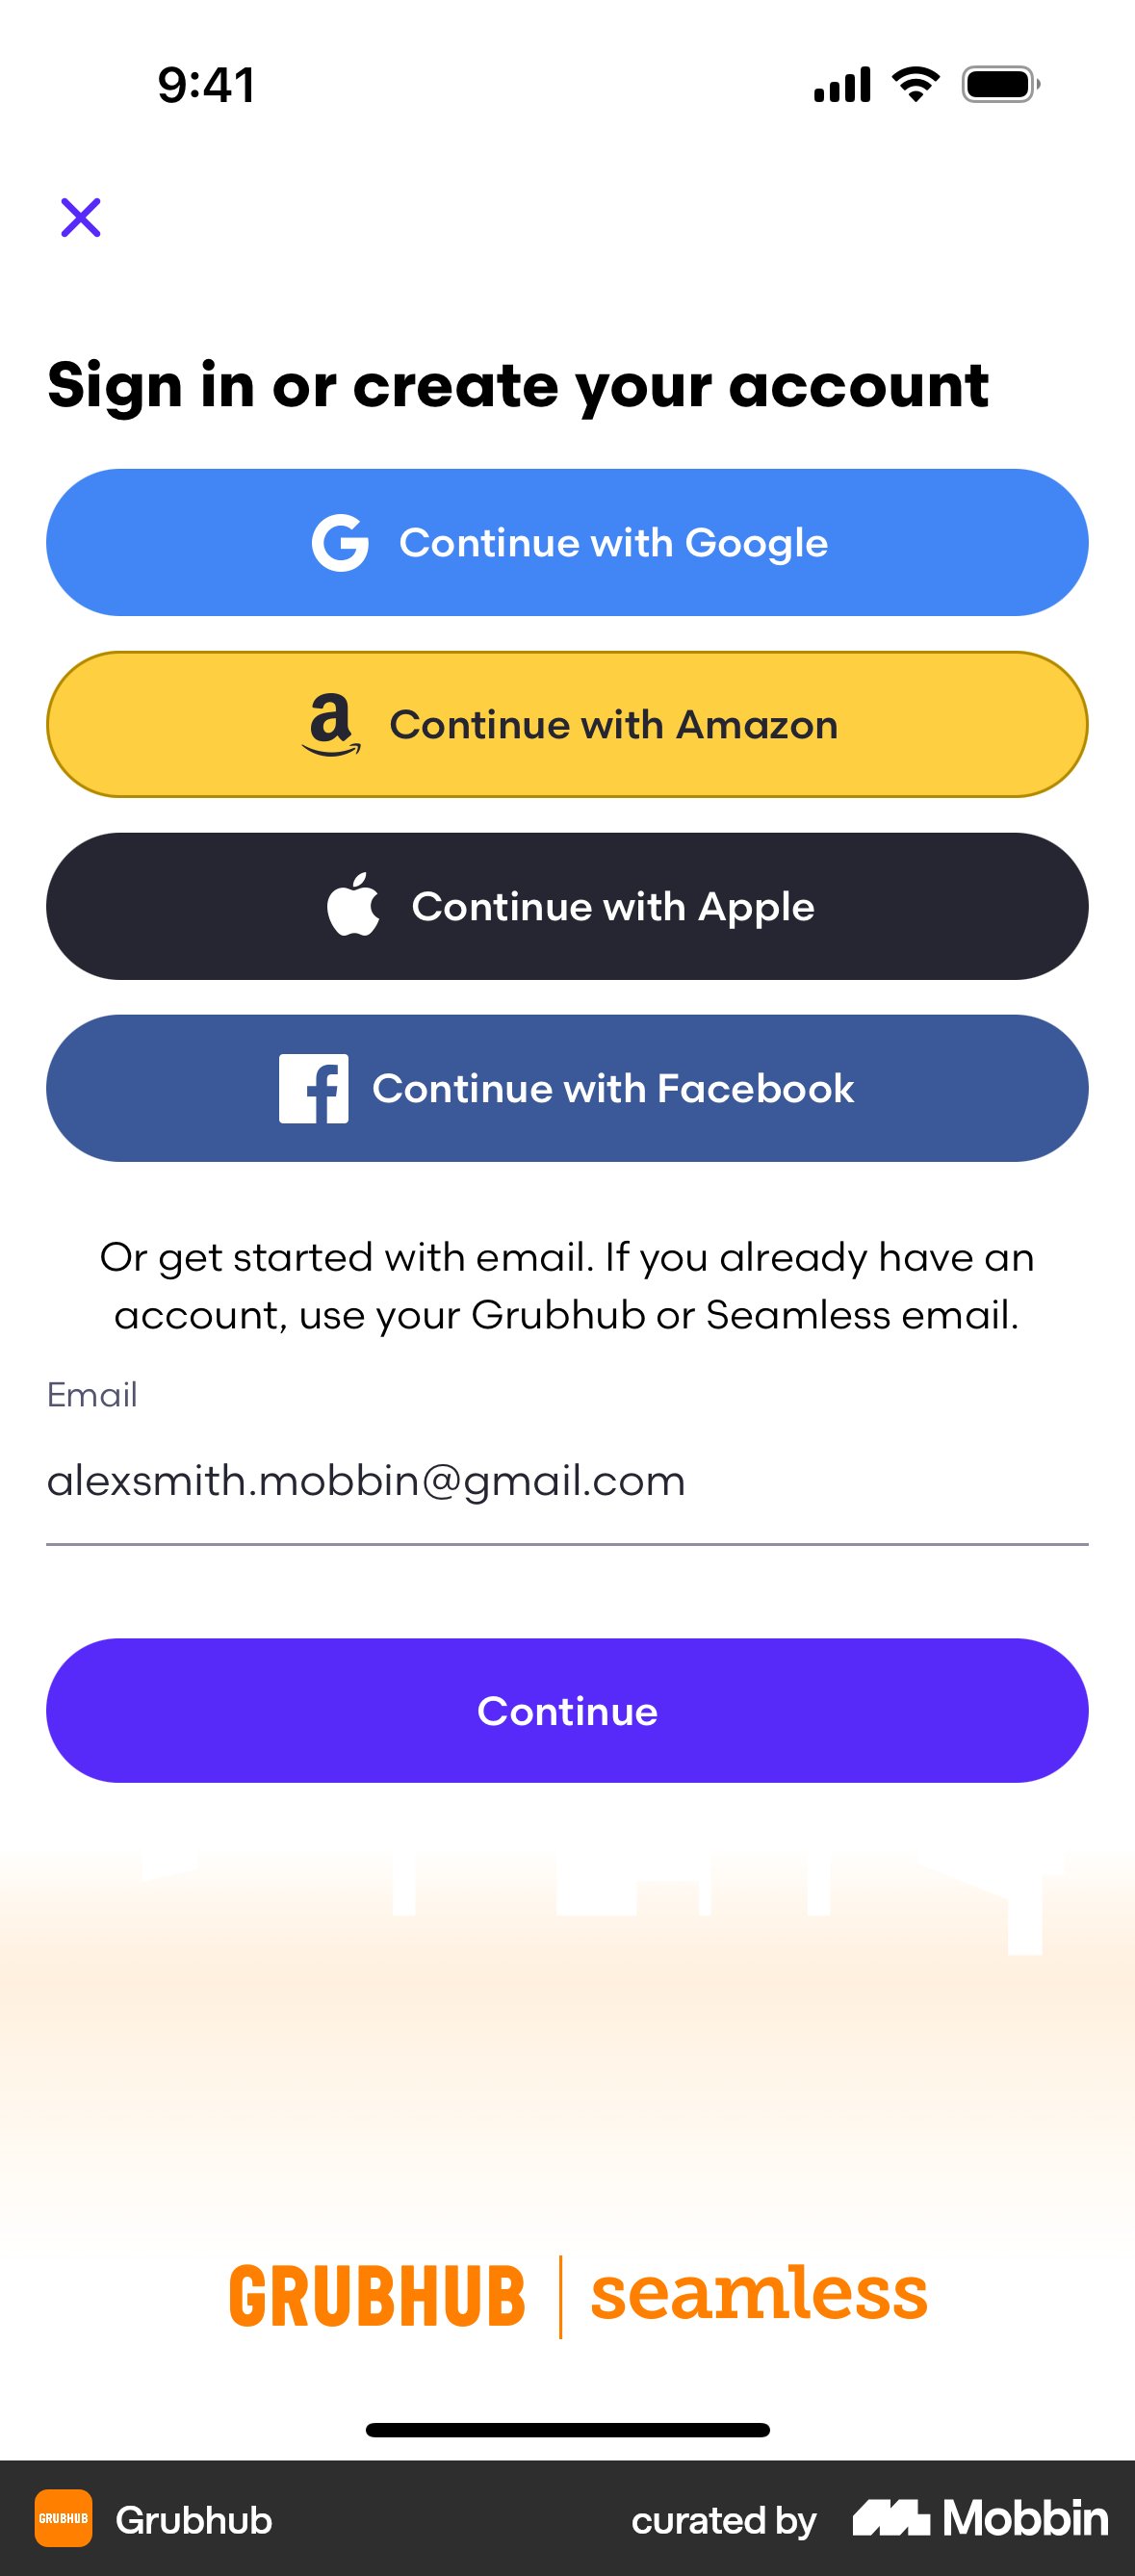 9:41
Sign in or create your account
Continue with Google
Continue with Amazon
Continue with Apple
Continue with Facebook
Or get started with email. If you already have an
account, use your Grubhub or Seamless email.
Email
alexsmith.mobbin@gmail.com
Continue
GRUBHUB | seamless
GRUBHUB Grubhub curated by Mobbin